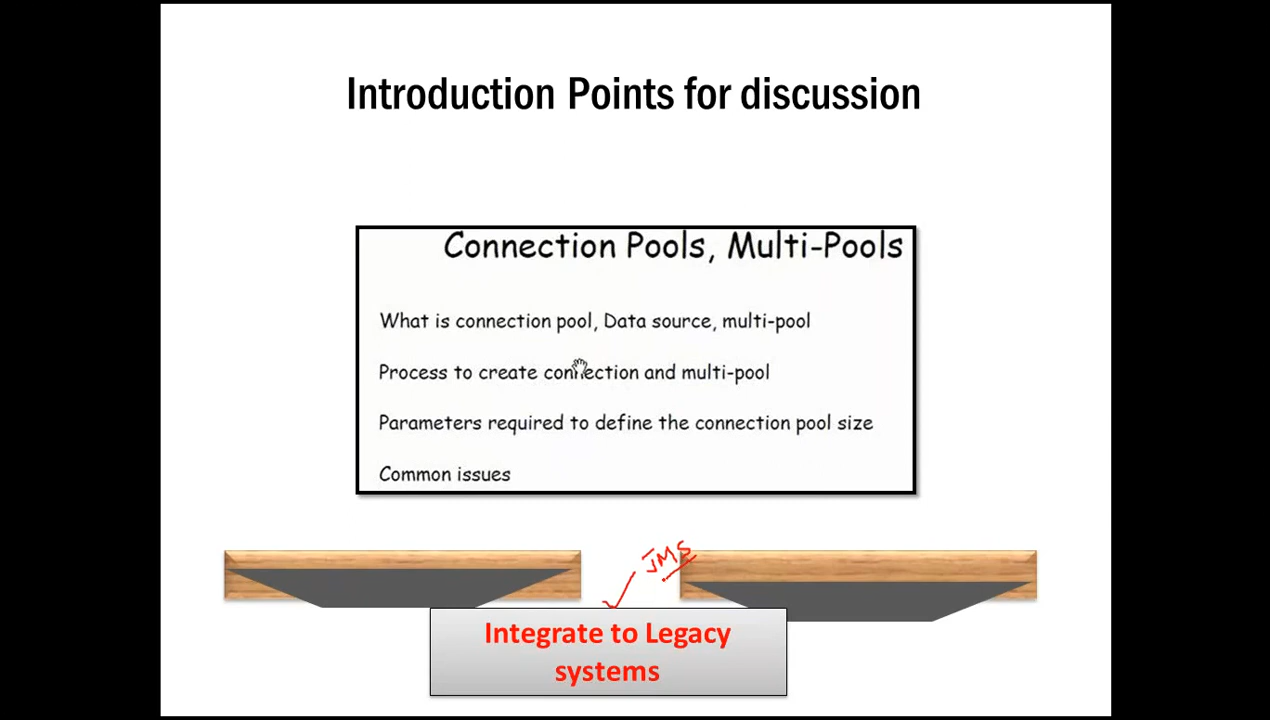 Introduction Points for discussion
Connection Pools, Multi-Pools
What is connection pool, Data source, multi-pool
Process to create connection and multi-pool
Parameters required to define the connection pool size
Common issues
JMS
Integrate to Legacy
systems